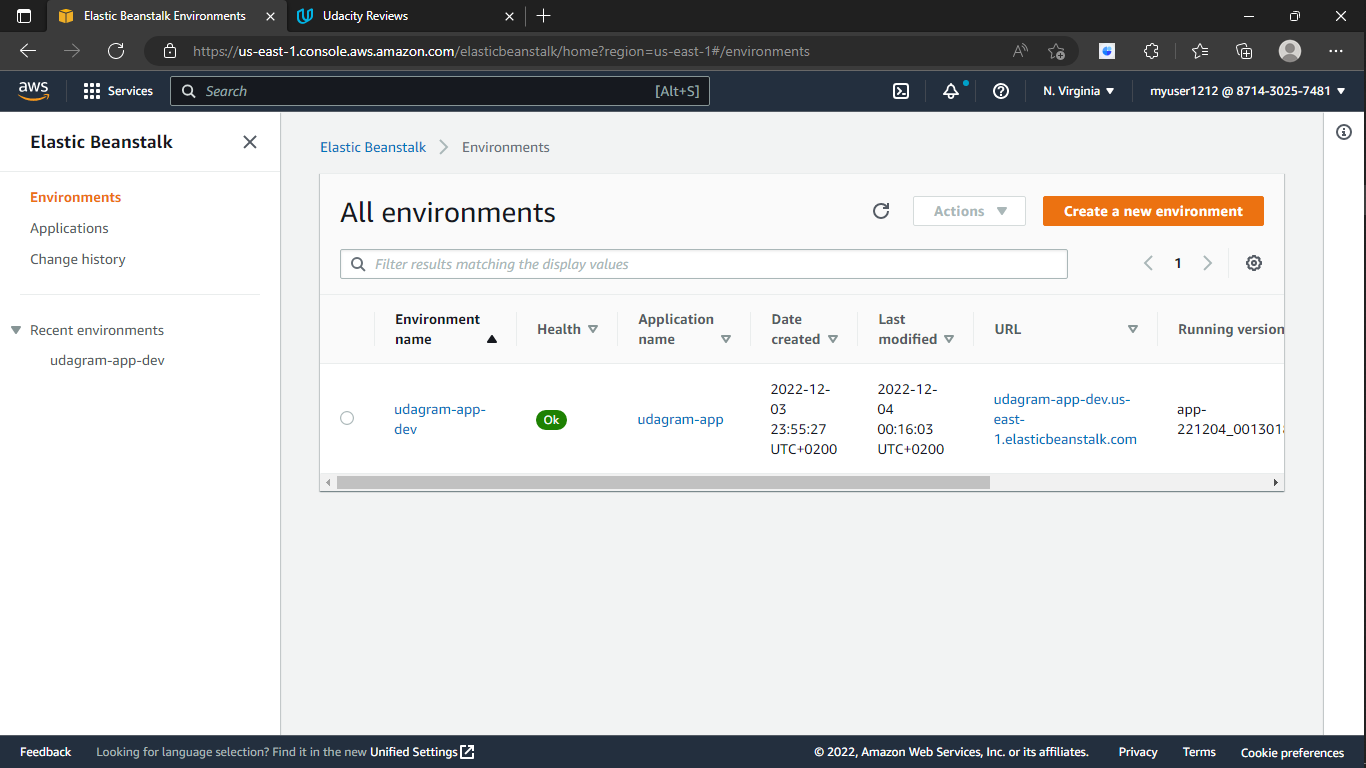 Elastic Beanstalk Environments
Udacity Reviews
https://us-east-1.console.aws.amazon.com/elasticbeanstalk/home?region=us-east-1#/environments
aws
Services
Search
[Alt+S]
N. Virginia
myuser1212 @ 8714-3025-7481
Elastic Beanstalk
Environments
Applications
Change history
Recent environments
udagram-app-dev
Elastic Beanstalk
Environments
All environments
Actions
Create a new environment
Filter results matching the display values
1
Environment
name
Health
Application
name
Date
created
Last
modified
URL
Running version
udagram-app-
dev
Ok
udagram-app
2022-12-
03
23:55:27
UTC+0200
2022-12-
04
00:16:03
UTC+0200
udagram-app-dev.us-
east-
1.elasticbeanstalk.com
app-
221204_001301
Feedback
Looking for language selection? Find it in the new Unified Settings
© 2022, Amazon Web Services, Inc. or its affiliates.
Privacy
Terms
Cookie preferences